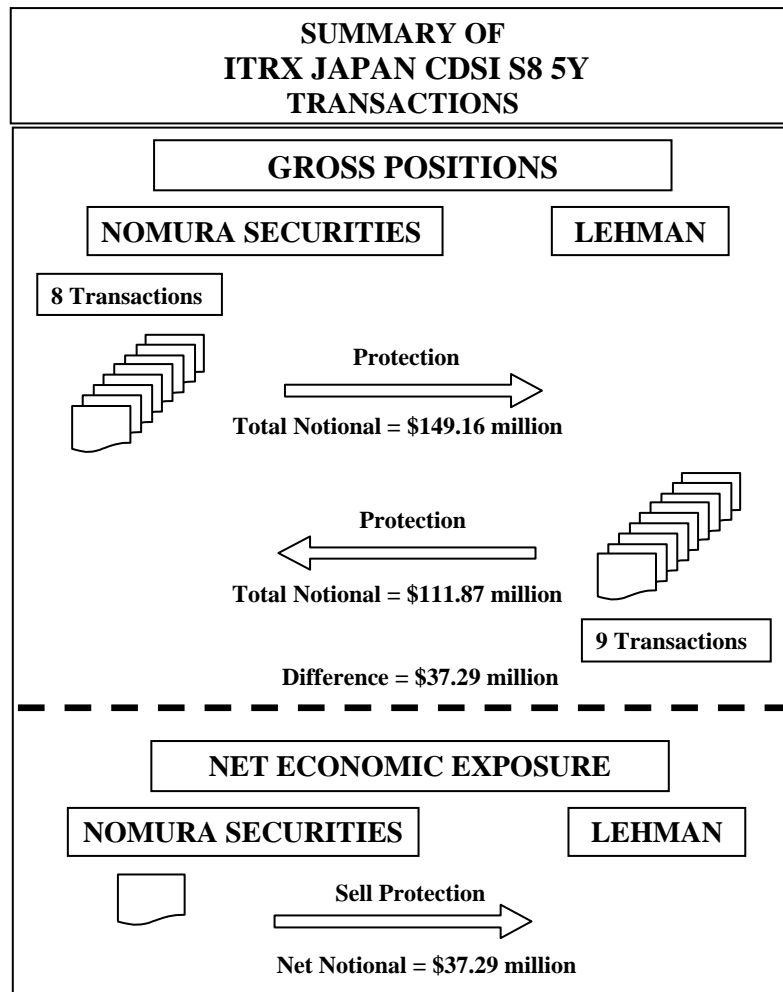 SUMMARY OF
ITRX JAPAN CDSI S8 5Y
TRANSACTIONS
GROSS POSITIONS
NOMURA SECURITIES
LEHMAN
8 Transactions
Protection
Total Notional = $149.16 million
Protection
Total Notional = $111.87 million
9 Transactions
Difference = $37.29 million
NET ECONOMIC EXPOSURE
NOMURA SECURITIES
LEHMAN
Sell Protection
Net Notional = $37.29 million